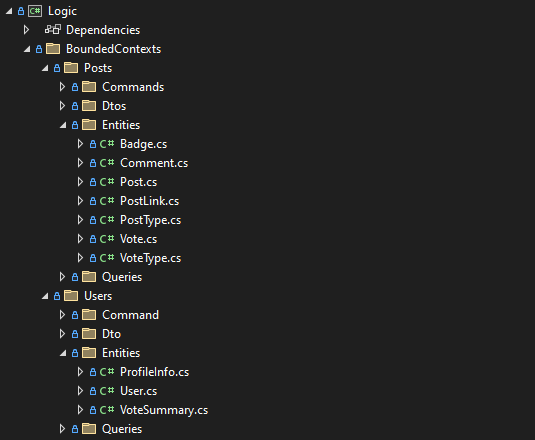 C# Logic
Dependencies
BoundedContexts
Posts
Commands
Dtos
Entities
C# Badge.cs
C# Comment.cs
C# Post.cs
C# PostLink.cs
C# PostType.cs
C# Vote.cs
C# VoteType.cs
Queries
Users
Command
Dto
Entities
C# ProfileInfo.cs
C# User.cs
C# VoteSummary.cs
Queries